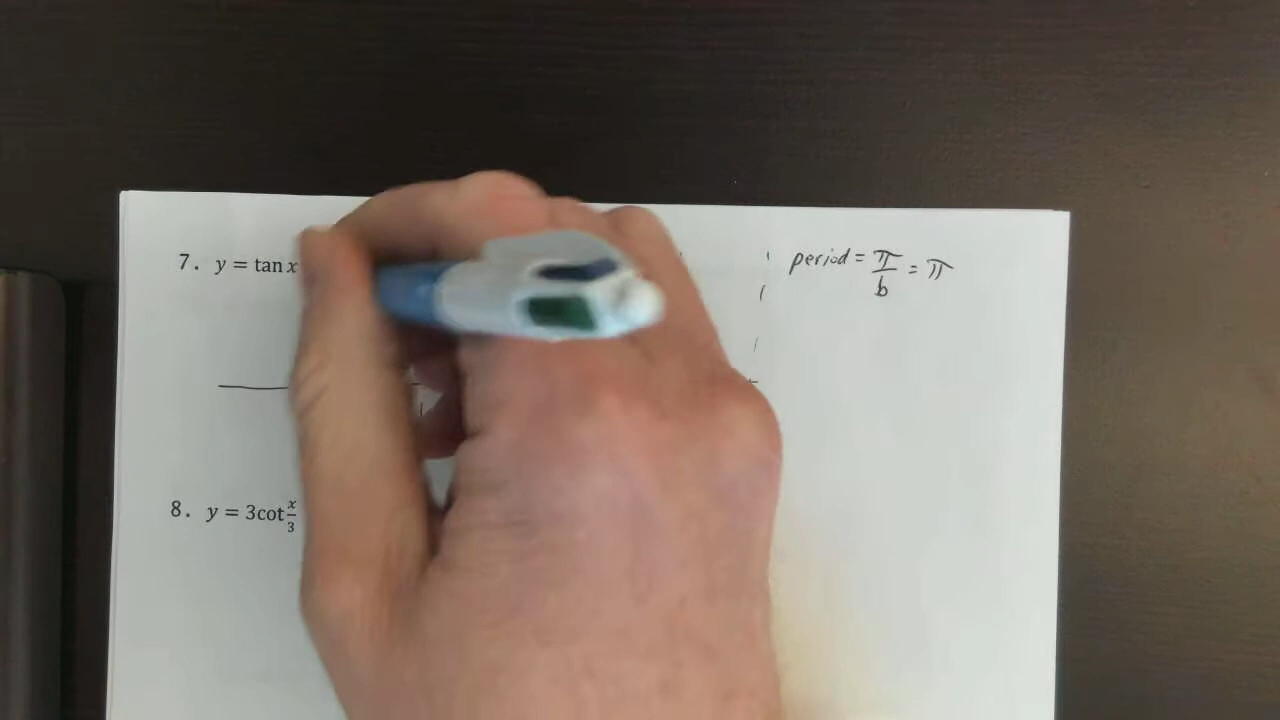 7. y = tan x
period = π/b = π
8. y = 3cot x/3